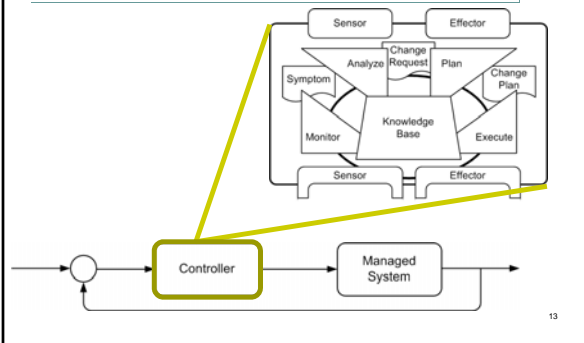 Sensor
Effector
Change
Request
Analyze
Plan
Symptom
Change
Plan
Knowledge
Base
Monitor
Execute
Sensor
Effector
Controller
Managed
System
13